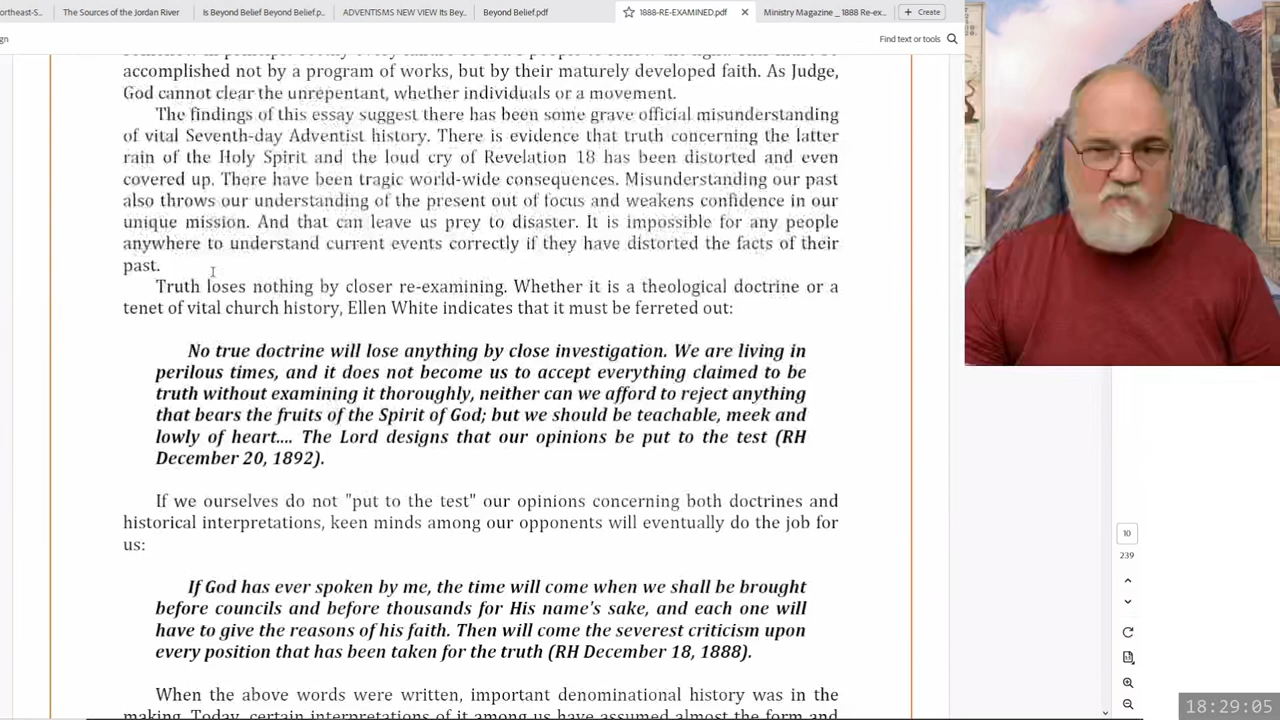 ortheast-S...
The Sources of the Jordan River
Is Beyond Belief Beyond Belief.p...
ADVENTISMS NEW VIEW Its Bey...
Beyond Belief.pdf
1888-RE-EXAMINED.pdf
Ministry Magazine _ 1888 Re-ex...
+ Create
gn
Find text or tools
accomplished not by a program of works, but by their maturely developed faith. As Judge,
God cannot clear the unrepentant, whether individuals or a movement.
The findings of this essay suggest there has been some grave official misunderstanding
of vital Seventh-day Adventist history. There is evidence that truth concerning the latter
rain of the Holy Spirit and the loud cry of Revelation 18 has been distorted and even
covered up. There have been tragic world-wide consequences. Misunderstanding our past
also throws our understanding of the present out of focus and weakens confidence in our
unique mission. And that can leave us prey to disaster. It is impossible for any people
anywhere to understand current events correctly if they have distorted the facts of their
past.
Truth loses nothing by closer re-examining. Whether it is a theological doctrine or a
tenet of vital church history, Ellen White indicates that it must be ferreted out:
No true doctrine will lose anything by close investigation. We are living in
perilous times, and it does not become us to accept everything claimed to be
truth without examining it thoroughly, neither can we afford to reject anything
that bears the fruits of the Spirit of God; but we should be teachable, meek and
lowly of heart.... The Lord designs that our opinions be put to the test (RH
December 20, 1892).
If we ourselves do not "put to the test" our opinions concerning both doctrines and
historical interpretations, keen minds among our opponents will eventually do the job for
us:
If God has ever spoken by me, the time will come when we shall be brought
before councils and before thousands for His name's sake, and each one will
have to give the reasons of his faith. Then will come the severest criticism upon
every position that has been taken for the truth (RH December 18, 1888).
When the above words were written, important denominational history was in the
making. Today, certain interpretations of it among us have assumed almost the form and
10
239
18:29:05